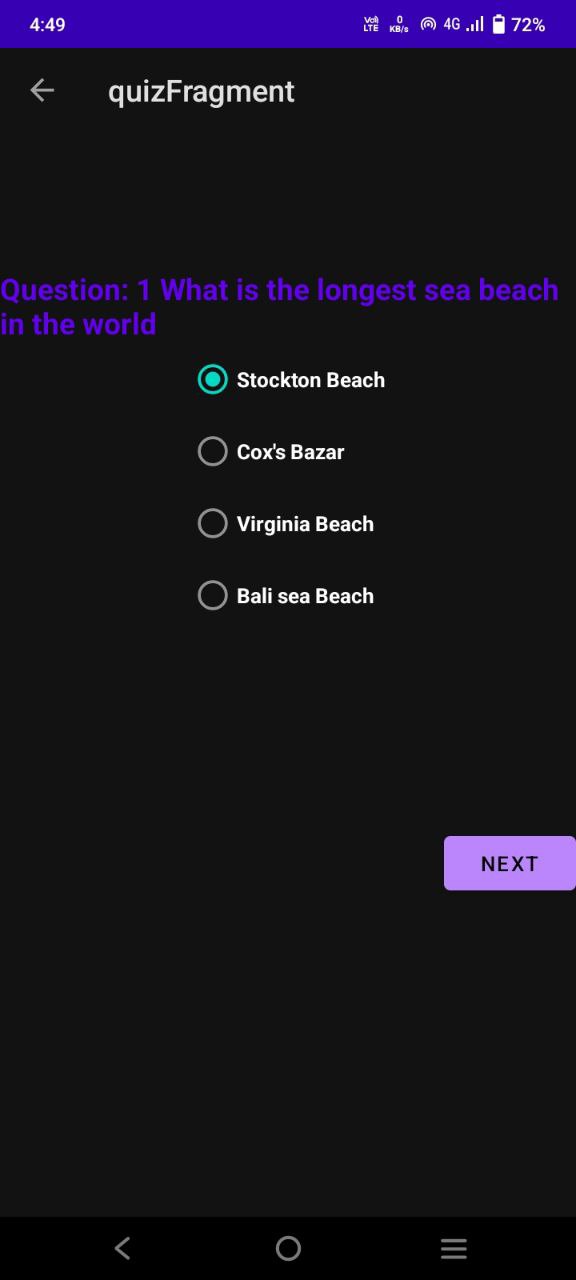 4:49
Vo) LTE 0 KB/s 4G 72%
quizFragment
Question: 1 What is the longest sea beach
in the world
Stockton Beach
Cox's Bazar
Virginia Beach
Bali sea Beach
NEXT